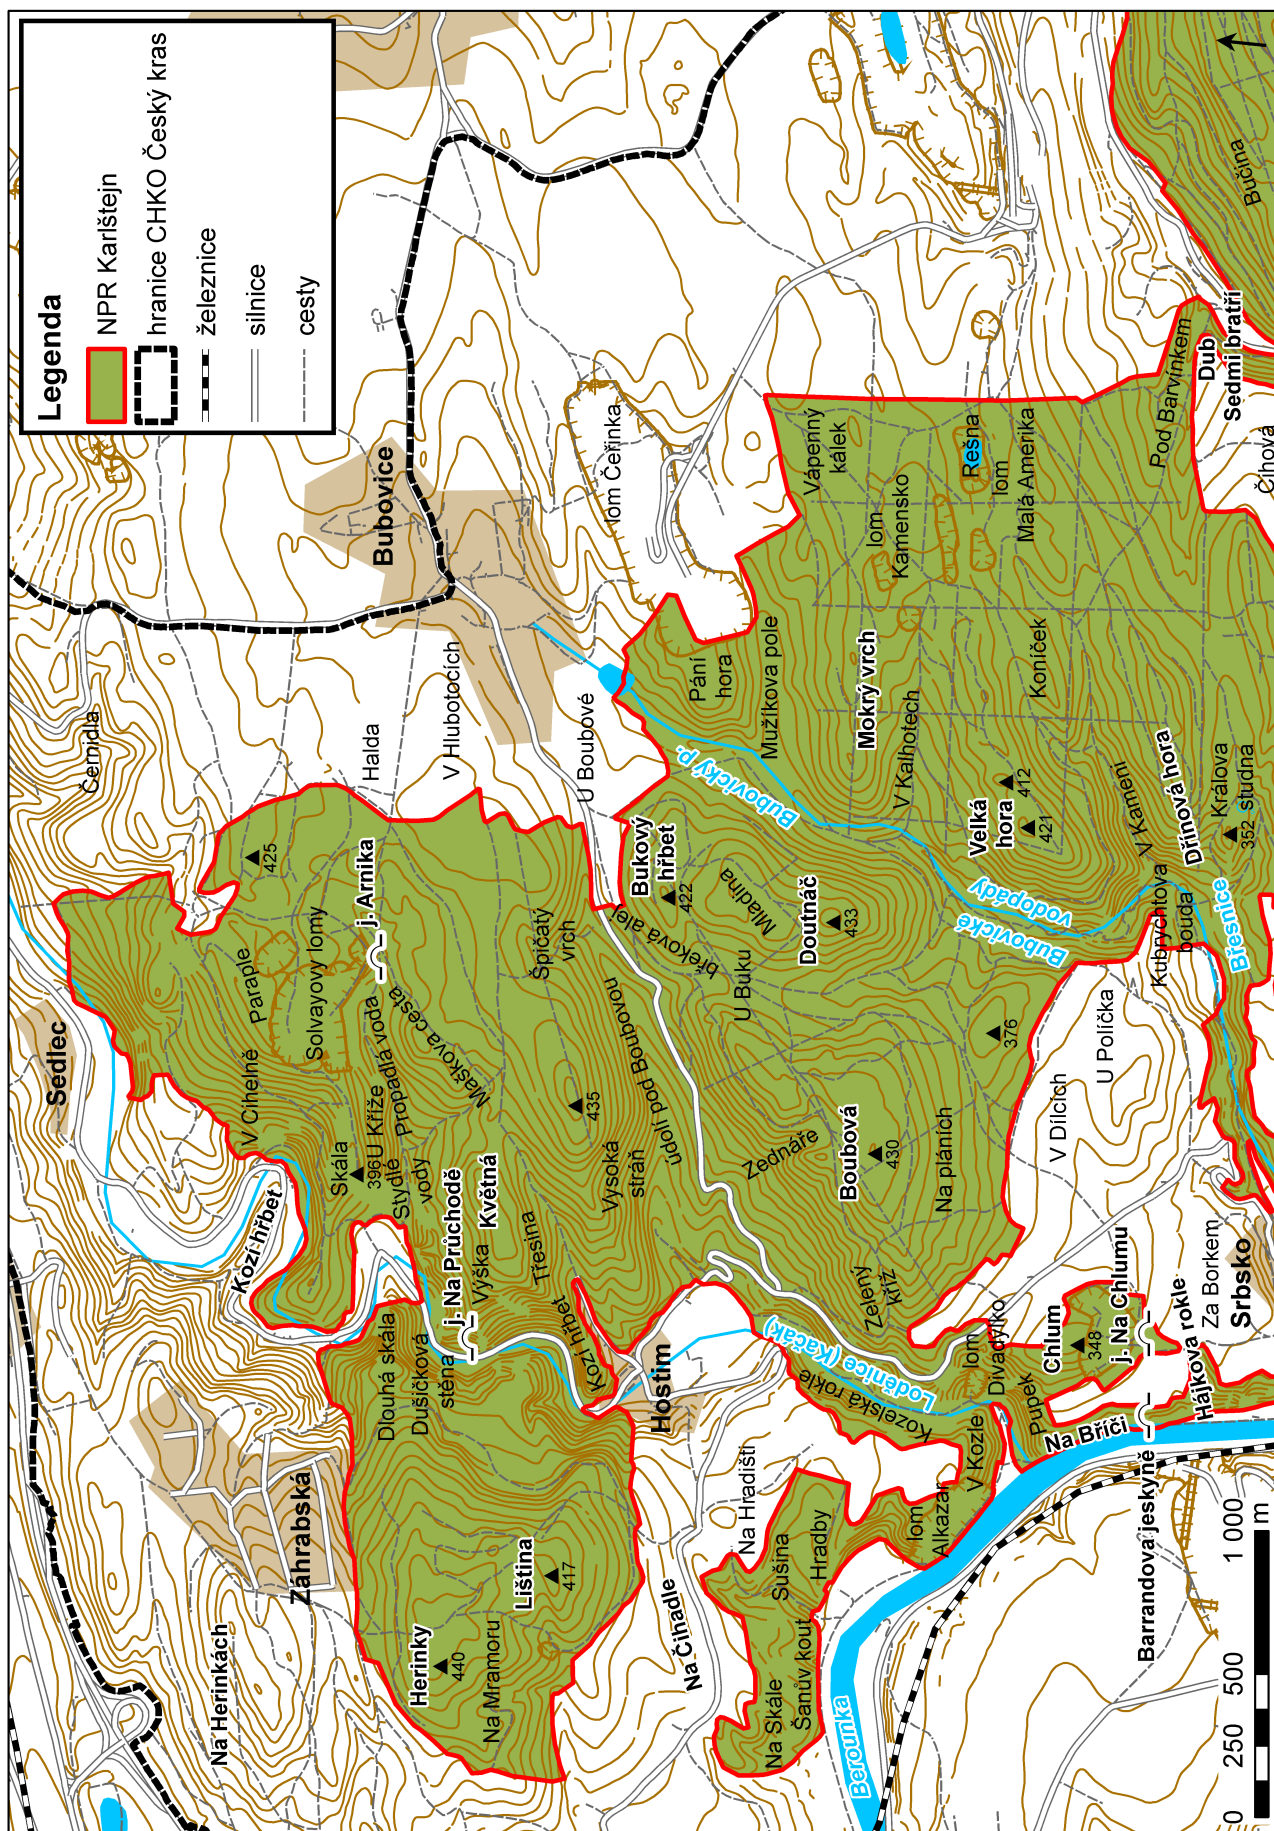 Legenda
NPR Karlštejn
hranice CHKO Český kras
železnice
silnice
cesty
Sedlec
Černidla
Kozí hřbet
V Cihelně
Paraple
Solvayovy lomy
425
j. Arnika
Halda
V Hlubotocích
Bubovice
U Boubové
lom Čeřinka
Skála
396
U Kříže
Propadlá voda
Stydlé
vody
Maškova cesta
Špičatý
vrch
435
Vysoká
stráň
údolí pod Boubovou
Květná
Výška
j. Na Průchodě
Třesina
Kozí hřbet
Dlouhá skála
Dušičková
stěna
Hostim
Záhrabská
Na Herinkách
Herinky
440
Na Mramoru
Liština
417
Na Čihadle
Na Hradišti
Sušina
Hradby
Na Skále
Šanův kout
Berounka
lom
Alkazar
V Kozle
Kozelská rokle
Loděnice (Kačák)
Zelený
kříž
lom
Divadýlko
Pupek
Na Bříči
Chlum
348
j. Na Chlumu
Hájkova rokle
Za Borkem
Srbsko
Barrandova jeskyně
Bukový
hřbet
422
břeková alej
Mladina
U Buku
Doutnáč
433
Zednáře
Boubová
430
Na pláních
376
V Dílcích
U Políčka
Kubrychtova
bouda
Břesnice
Bubovický p.
Bubovické
vodopády
Pání
hora
Mužíkova pole
Mokrý vrch
V Kalhotech
Velká
hora
421
412
Koníček
V Kameni
Dřínová hora
Králova
studna
352
Vápenný
kálek
lom
Kamensko
Rešna
lom
Malá Amerika
Pod Barvínkem
Dub
Sedmi bratří
Čihová
Bučina
0
250
500
1 000
m